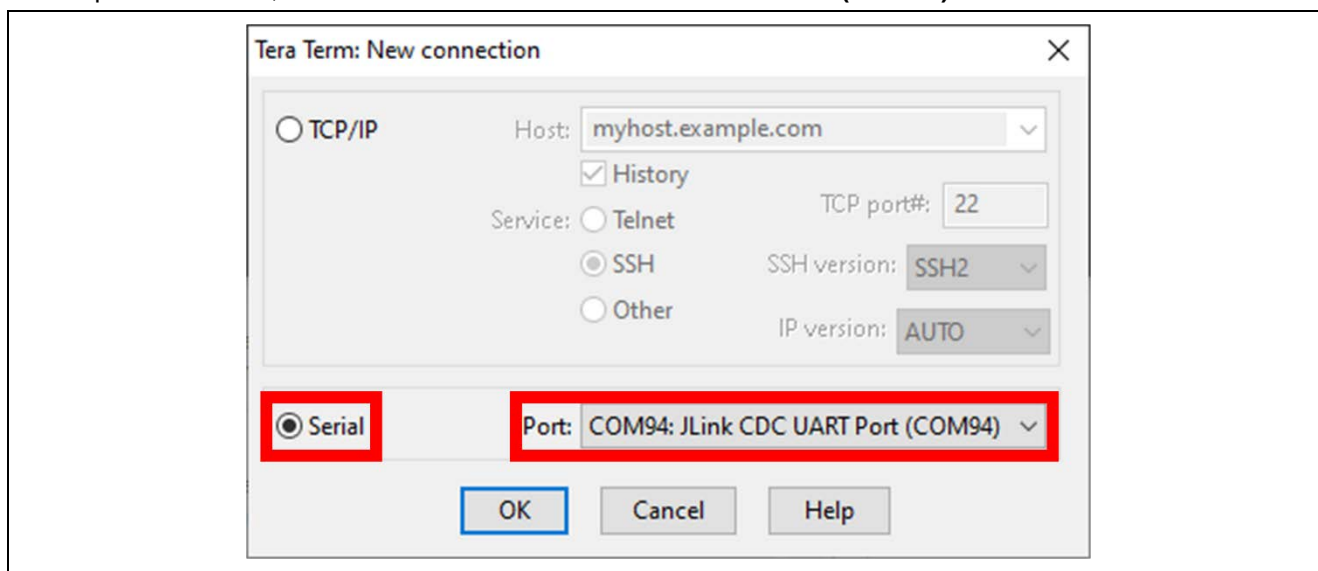 Tera Term: New connection
TCP/IP
Host: myhost.example.com
History
Service: Telnet
TCP port#: 22
SSH
SSH version: SSH2
Other
IP version: AUTO
Serial
Port: COM94: JLink CDC UART Port (COM94)
OK Cancel Help